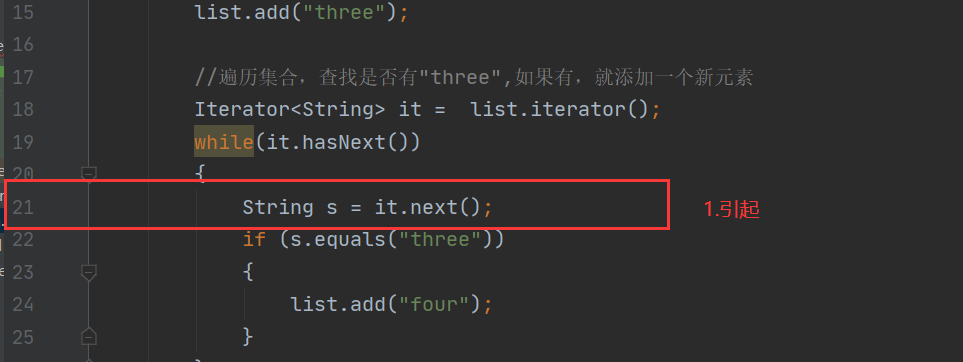 15 list.add("three");
16
17 //遍历集合，查找是否有"three",如果有，就添加一个新元素
18 Iterator<String> it =  list.iterator();
19 while(it.hasNext())
20 {
21 String s = it.next();
1.引起
22 if (s.equals("three"))
23 {
24 list.add("four");
25 }